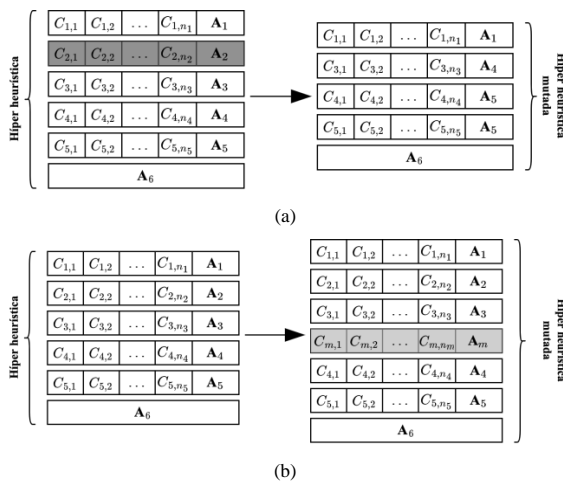 Híper heurística
C1,1 C1,2 ... C1,n1 A1
C2,1 C2,2 ... C2,n2 A2
C3,1 C3,2 ... C3,n3 A3
C4,1 C4,2 ... C4,n4 A4
C5,1 C5,2 ... C5,n5 A5
A6
C1,1 C1,2 ... C1,n1 A1
C3,1 C3,2 ... C3,n3 A4
C4,1 C4,2 ... C4,n4 A5
C5,1 C5,2 ... C5,n5 A5
A6
Híper heurística
mutada
(a)
Híper heurística
C1,1 C1,2 ... C1,n1 A1
C2,1 C2,2 ... C2,n2 A2
C3,1 C3,2 ... C3,n3 A3
C4,1 C4,2 ... C4,n4 A4
C5,1 C5,2 ... C5,n5 A5
A6
C1,1 C1,2 ... C1,n1 A1
C2,1 C2,2 ... C2,n2 A2
C3,1 C3,2 ... C3,n3 A3
Cm,1 Cm,2 ... Cm,nm Am
C4,1 C4,2 ... C4,n4 A4
C5,1 C5,2 ... C5,n5 A5
A6
Híper heurística
mutada
(b)